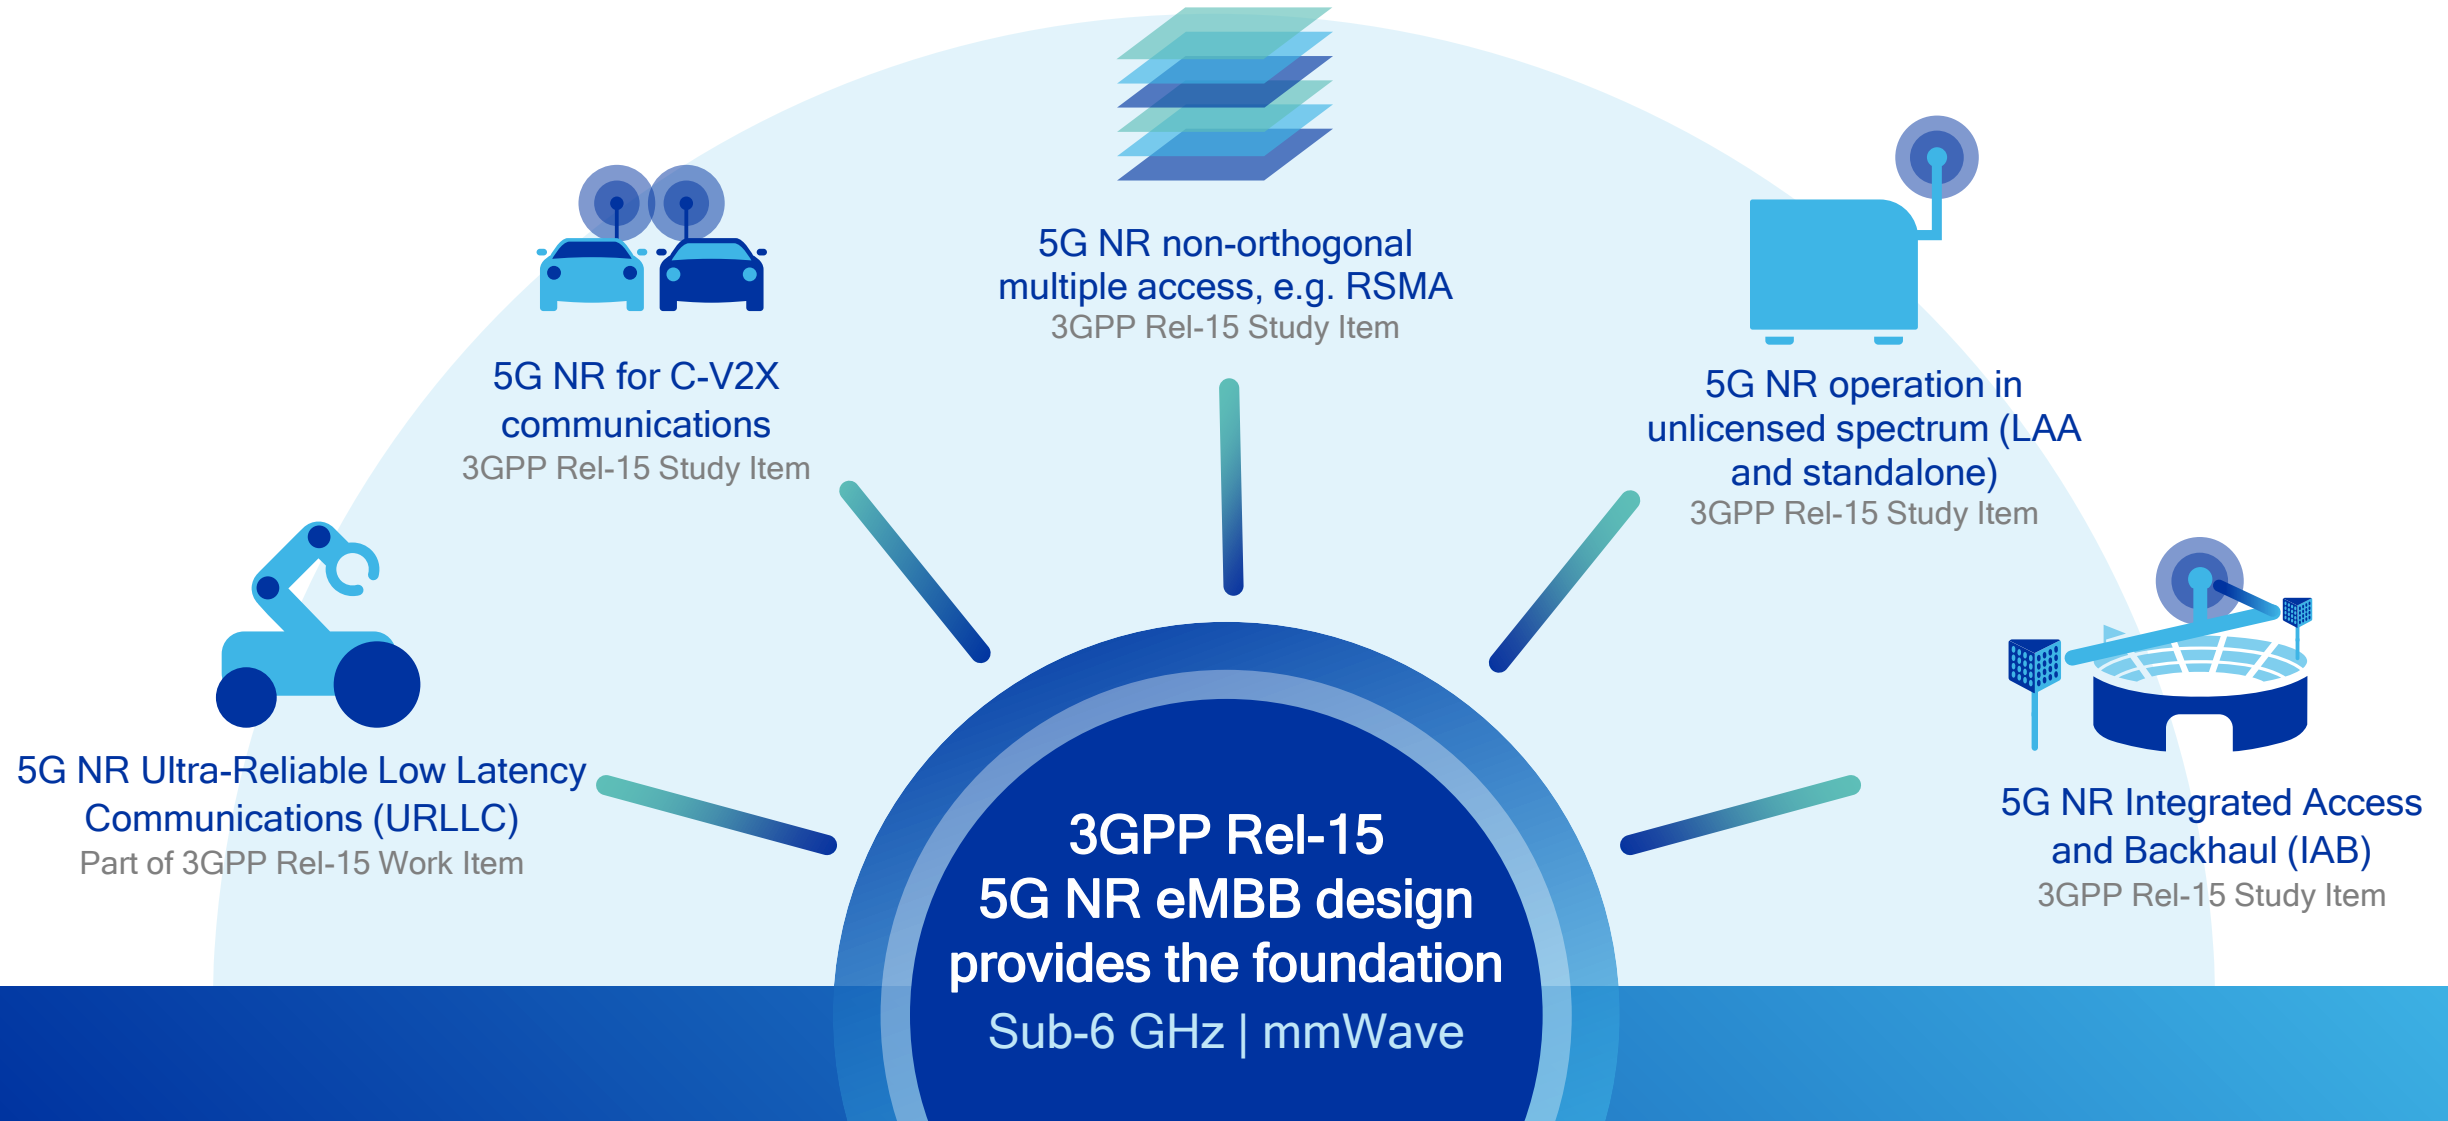 5G NR non-orthogonal
multiple access, e.g. RSMA
3GPP Rel-15 Study Item
5G NR for C-V2X
communications
3GPP Rel-15 Study Item
5G NR operation in
unlicensed spectrum (LAA
and standalone)
3GPP Rel-15 Study Item
5G NR Ultra-Reliable Low Latency
Communications (URLLC)
Part of 3GPP Rel-15 Work Item
5G NR Integrated Access
and Backhaul (IAB)
3GPP Rel-15 Study Item
3GPP Rel-15
5G NR eMBB design
provides the foundation
Sub-6 GHz | mmWave